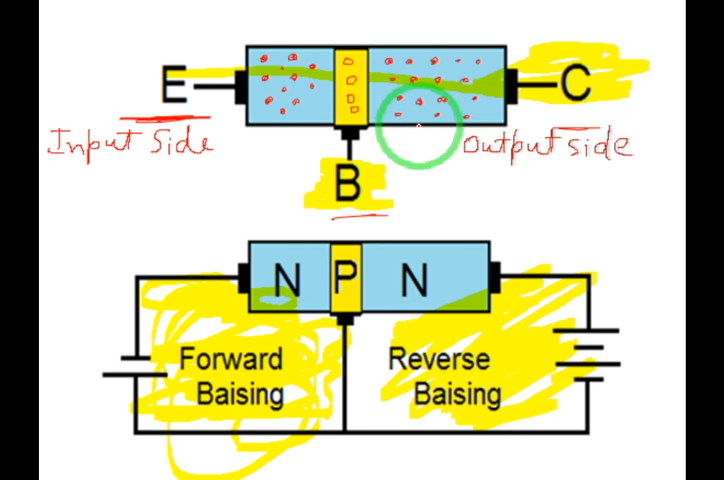 E
C
Input Side
Output side
B
N P N
Forward Reverse
Baising Baising